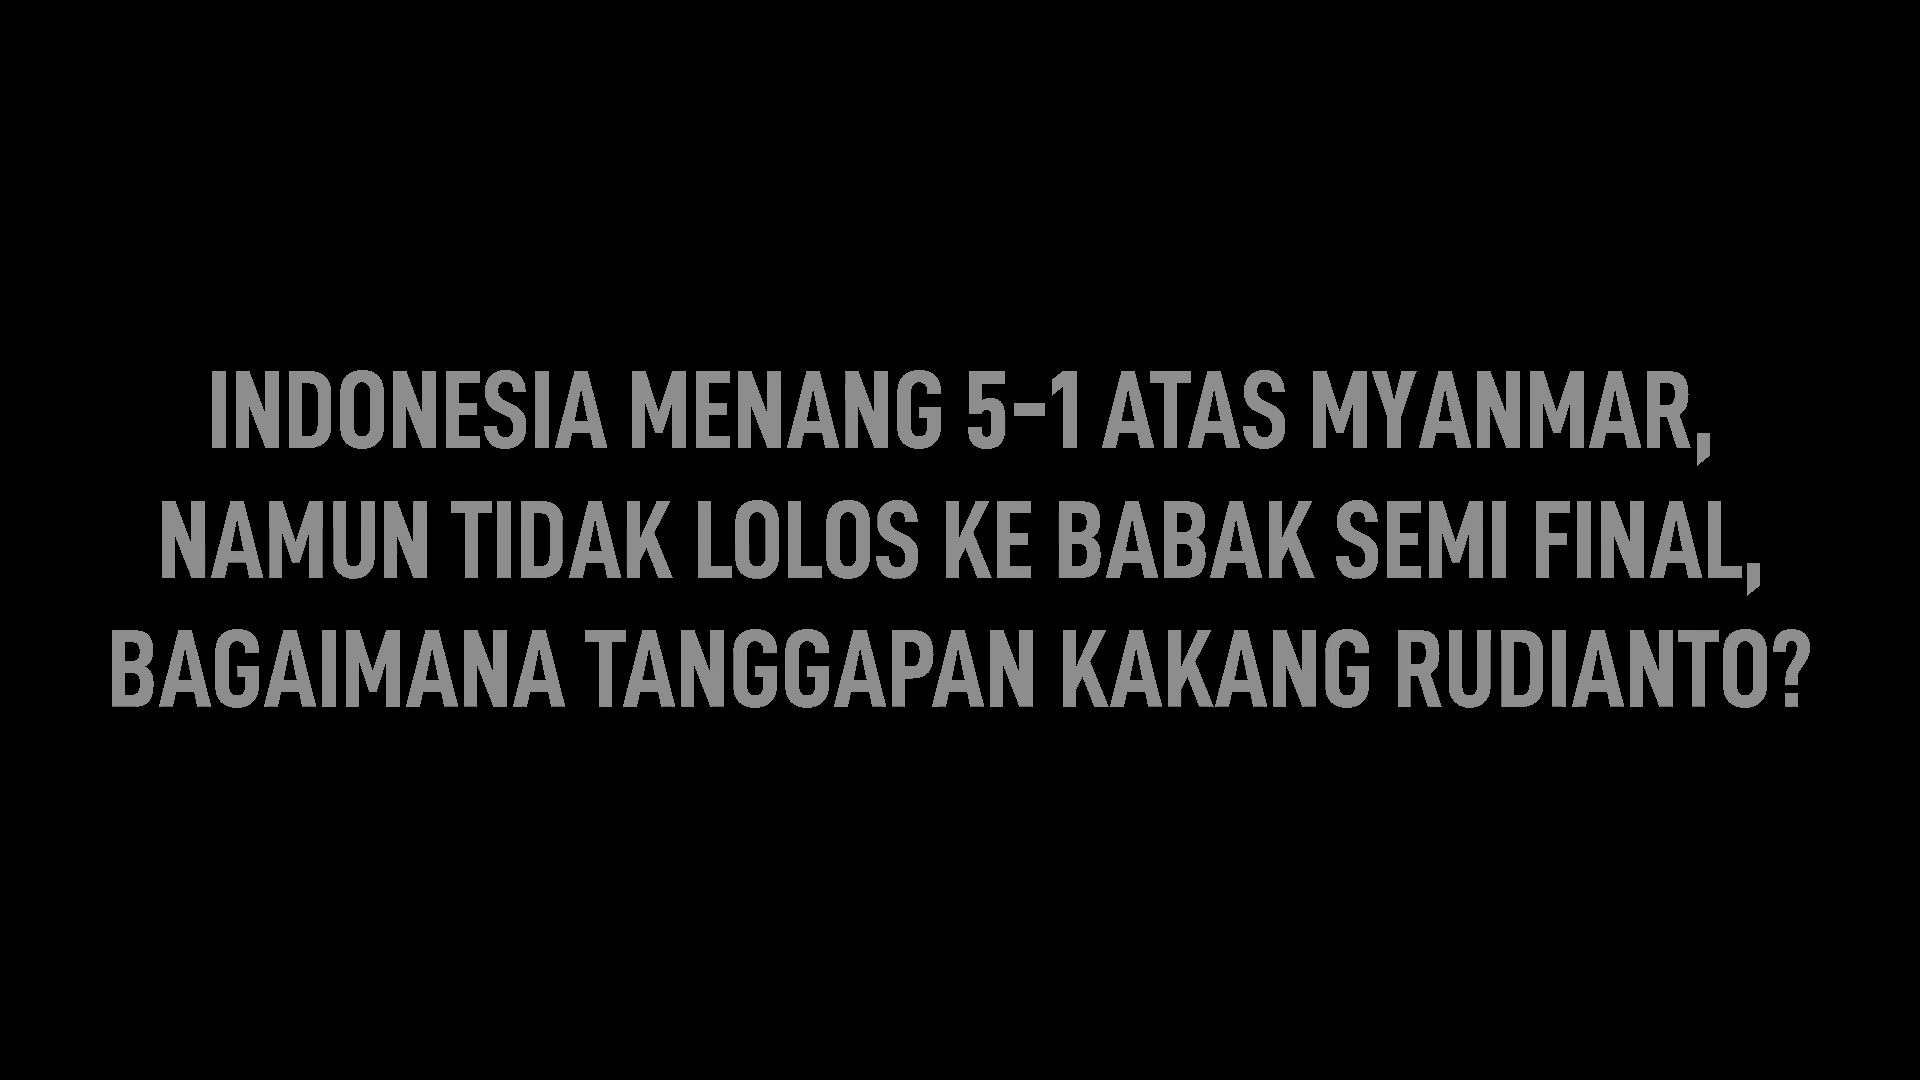 INDONESIA MENANG 5-1 ATAS MYANMAR,
NAMUN TIDAK LOLOS KE BABAK SEMI FINAL,
BAGAIMANA TANGGAPAN KAKANG RUDIANTO?